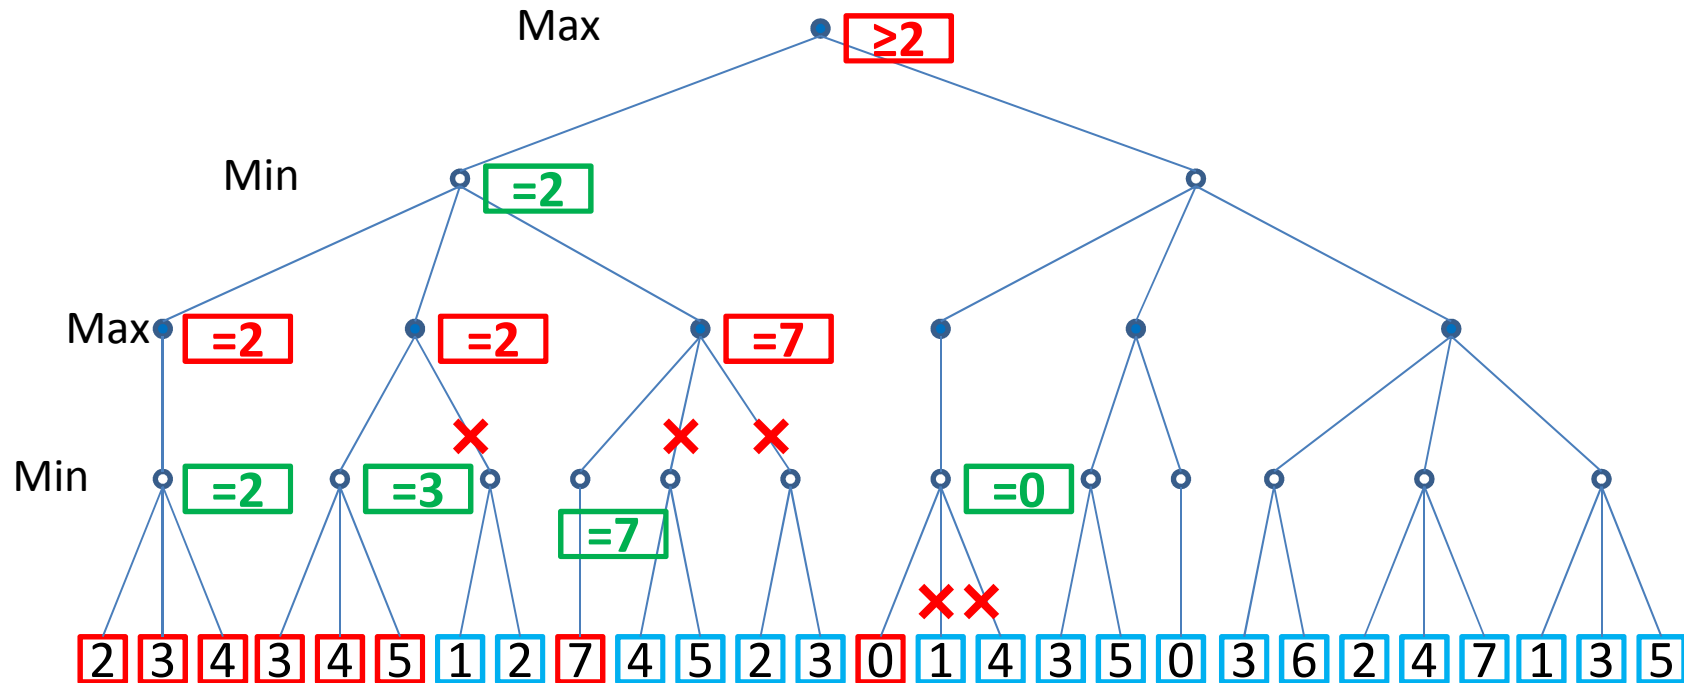 Max ≥2
Min =2
Max =2 =2 =7
Min =2 =3 =0
=7
2 3 4 3 4 5 1 2 7 4 5 2 3 0 1 4 3 5 0 3 6 2 4 7 1 3 5